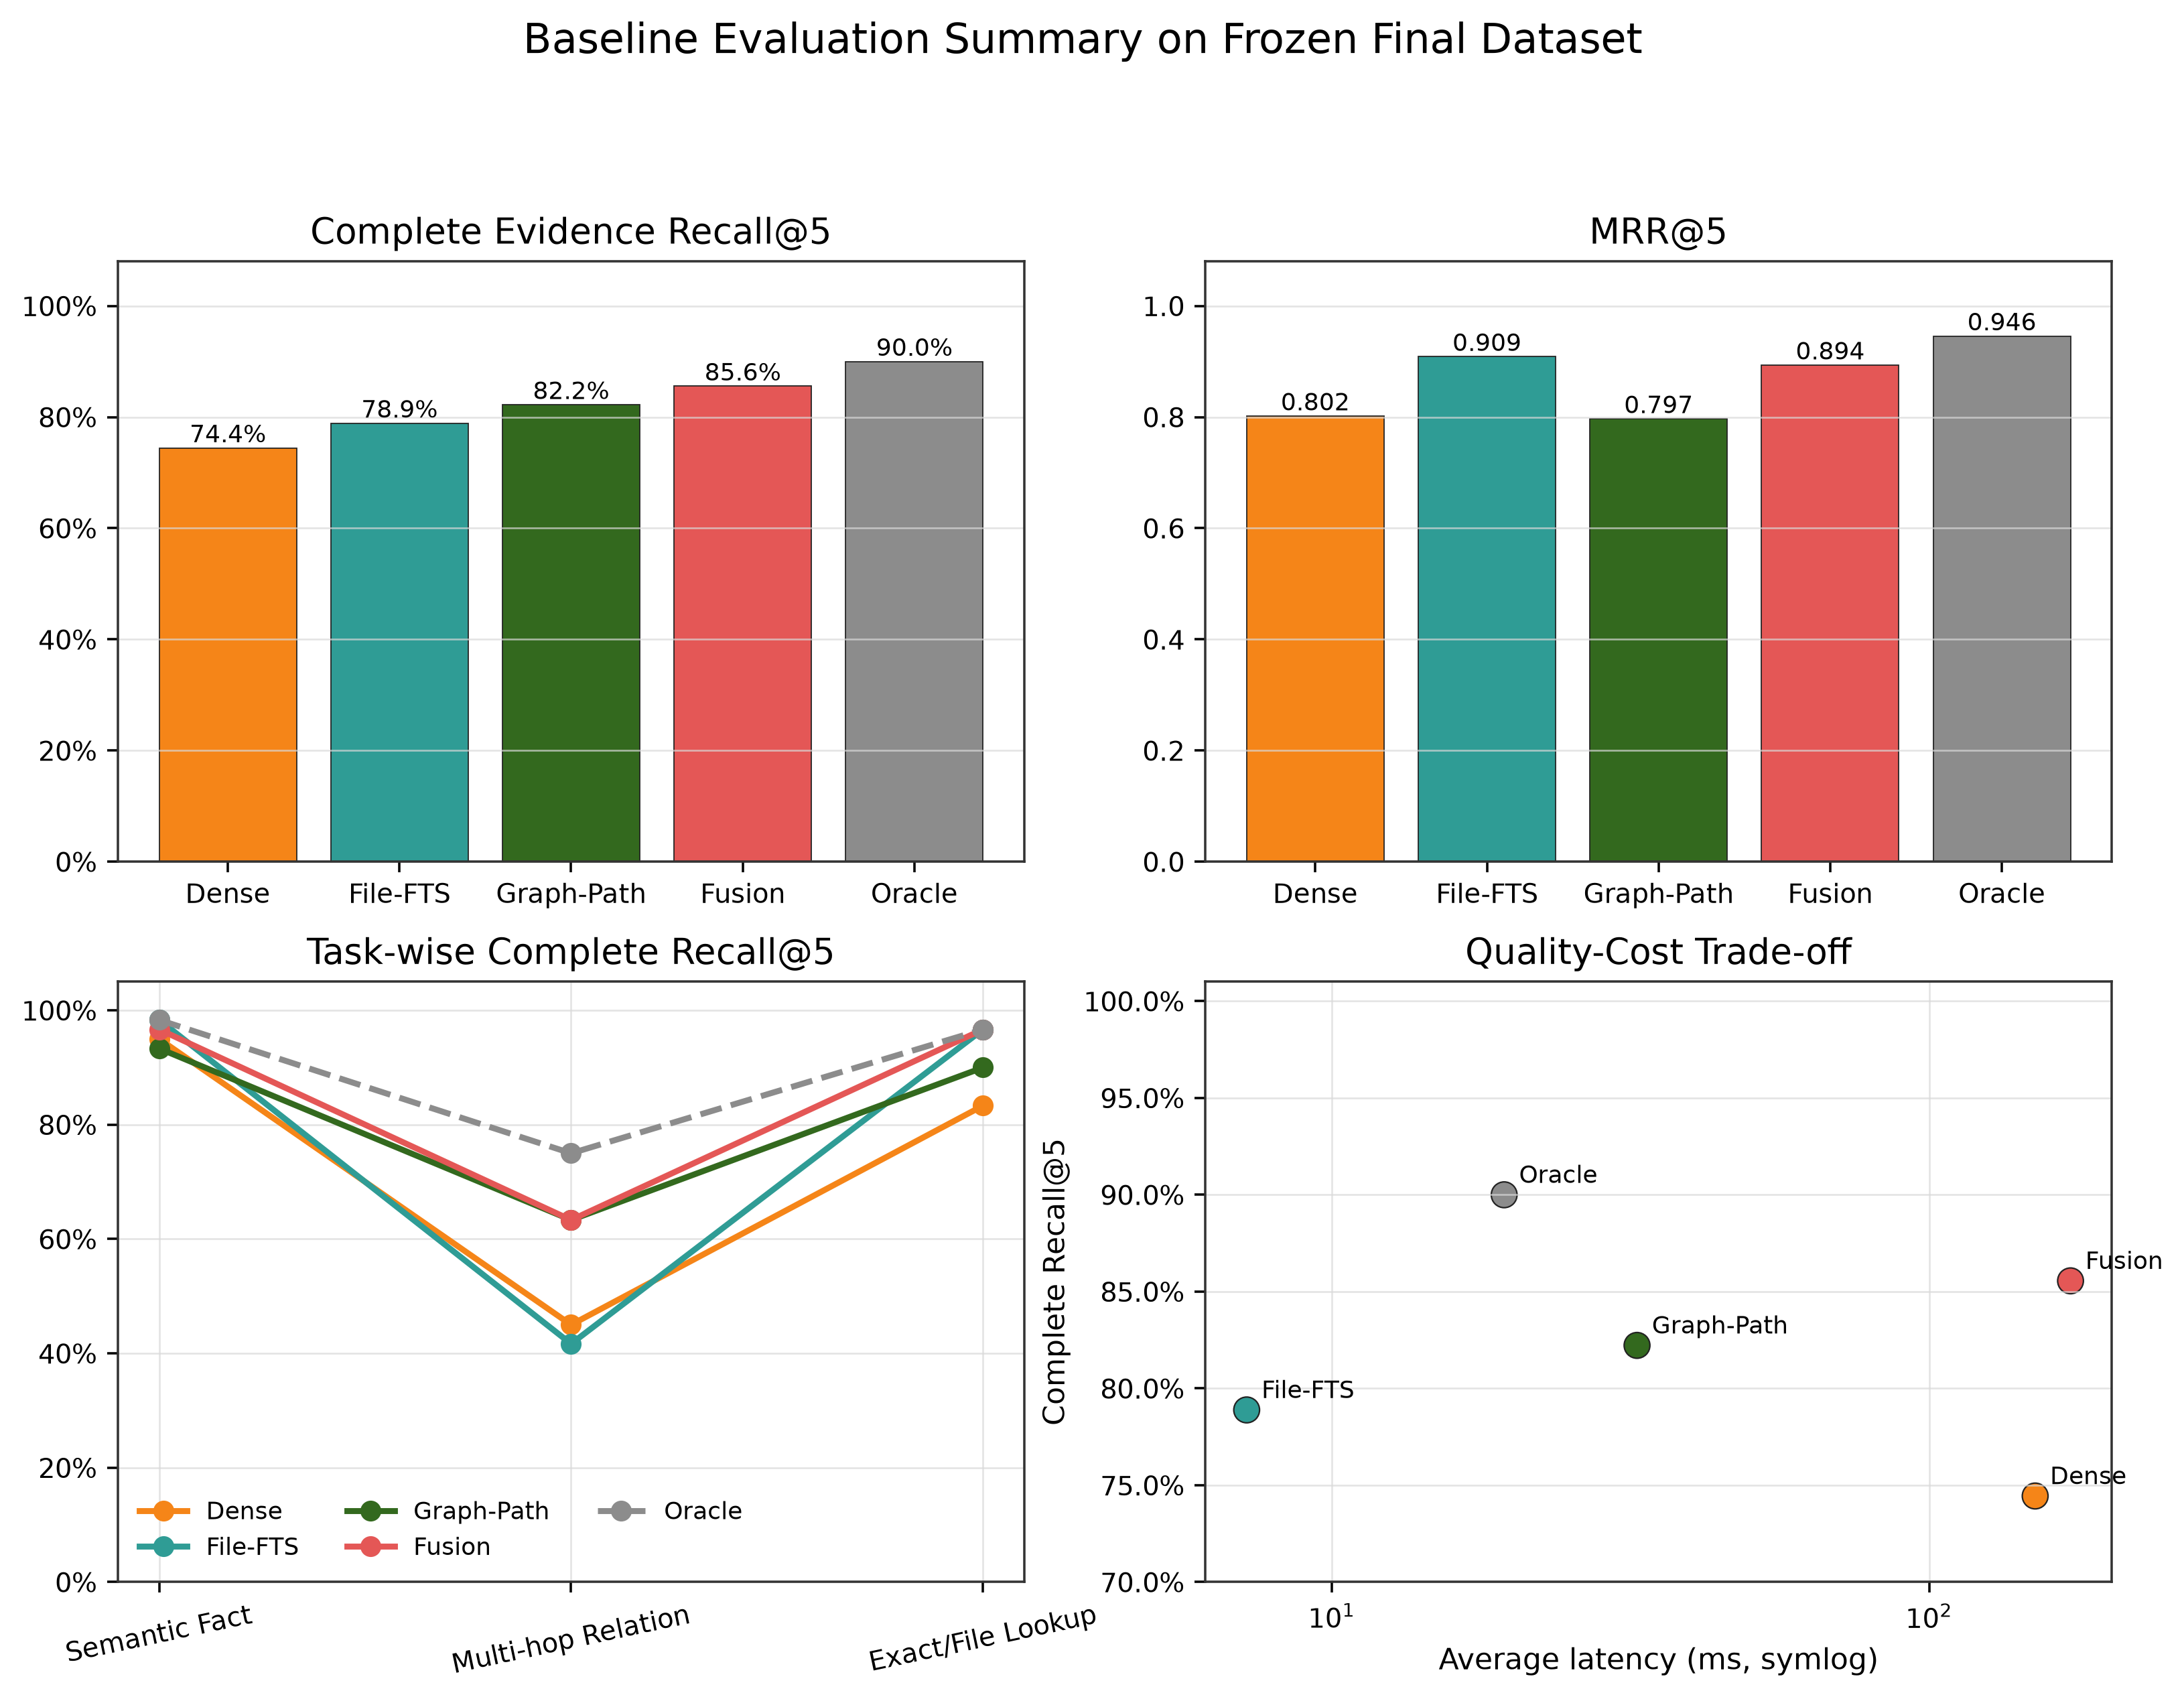 Baseline Evaluation Summary on Frozen Final Dataset
Complete Evidence Recall@5
100%
80%
60%
40%
20%
0%
74.4%
78.9%
82.2%
85.6%
90.0%
Dense
File-FTS
Graph-Path
Fusion
Oracle
MRR@5
1.0
0.8
0.6
0.4
0.2
0.0
0.802
0.909
0.797
0.894
0.946
Dense
File-FTS
Graph-Path
Fusion
Oracle
Task-wise Complete Recall@5
100%
80%
60%
40%
20%
0%
Dense
File-FTS
Graph-Path
Fusion
Oracle
Semantic Fact
Multi-hop Relation
Exact/File Lookup
Quality-Cost Trade-off
Complete Recall@5
100.0%
95.0%
90.0%
85.0%
80.0%
75.0%
70.0%
Oracle
Fusion
Graph-Path
File-FTS
Dense
10¹
10²
Average latency (ms, symlog)